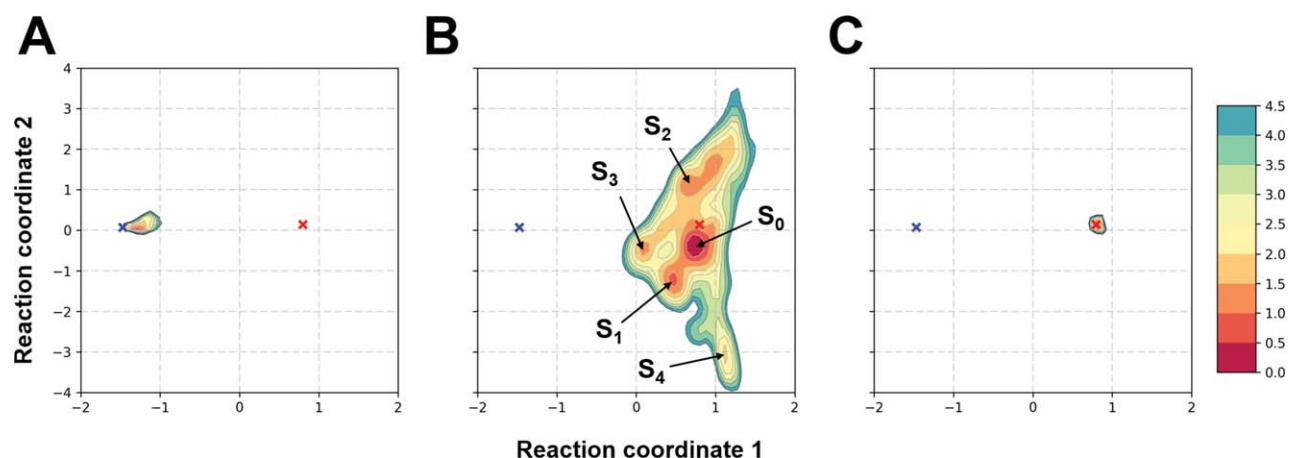 A
B
C
4
3
2
1
0
−1
−2
−3
−4
Reaction coordinate 2
−2 −1 0 1 2
S2
S3
S0
S1
S4
−2 −1 0 1 2
−2 −1 0 1 2
4.5
4.0
3.5
3.0
2.5
2.0
1.5
1.0
0.5
0.0
Reaction coordinate 1